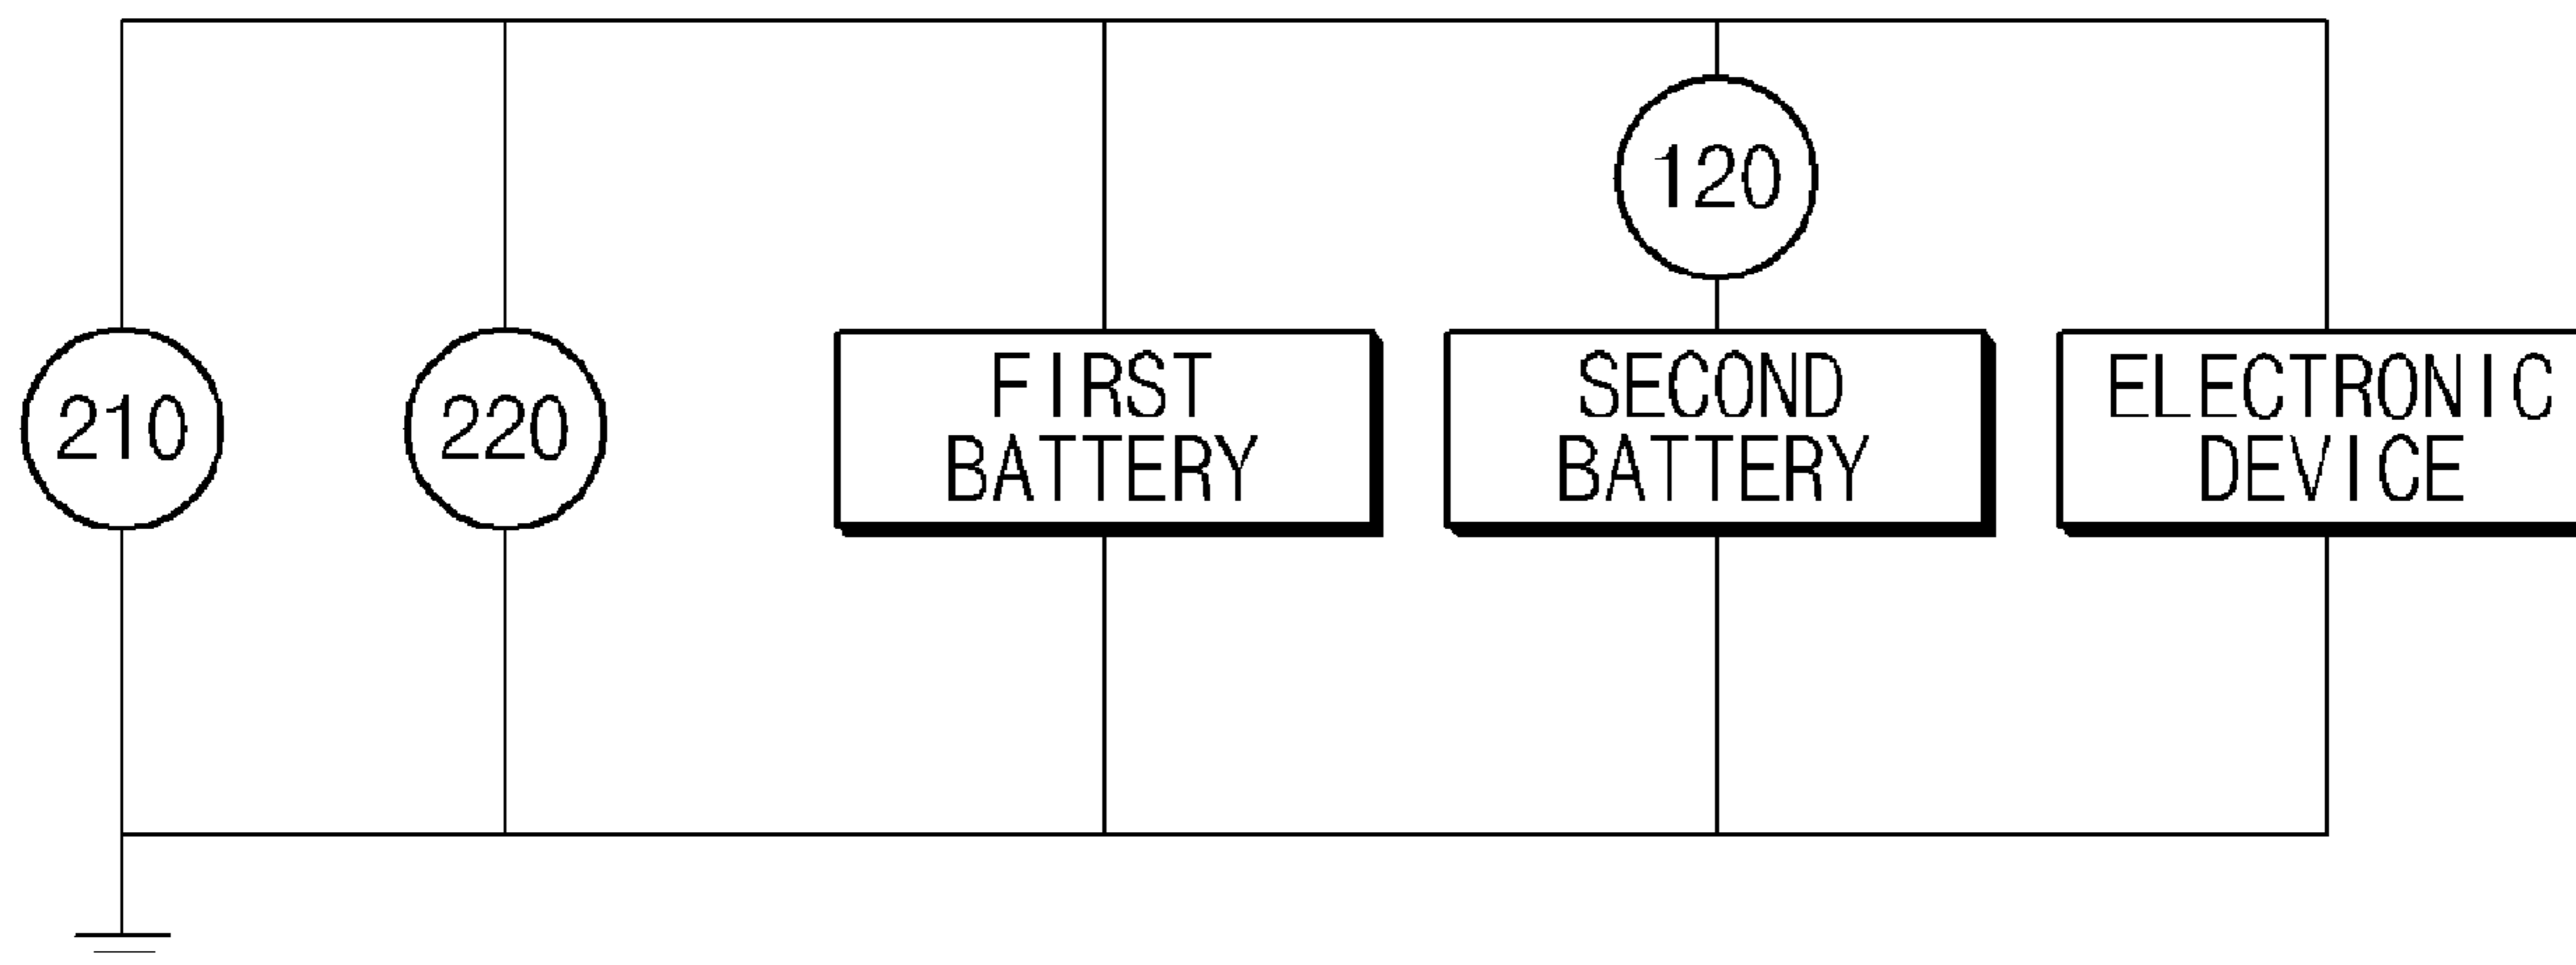 120
210
220
FIRST
BATTERY
SECOND
BATTERY
ELECTRONIC
DEVICE